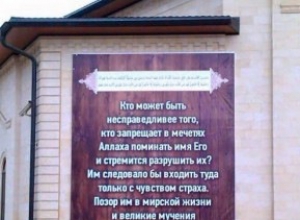 Кто может быть
несправедливее того,
кто запрещает в мечетях
Аллаха поминать имя Его
и стремится разрушить их?
Им следовало бы входить туда
только с чувством страха.
Позор им в мирской жизни
и великие мучения